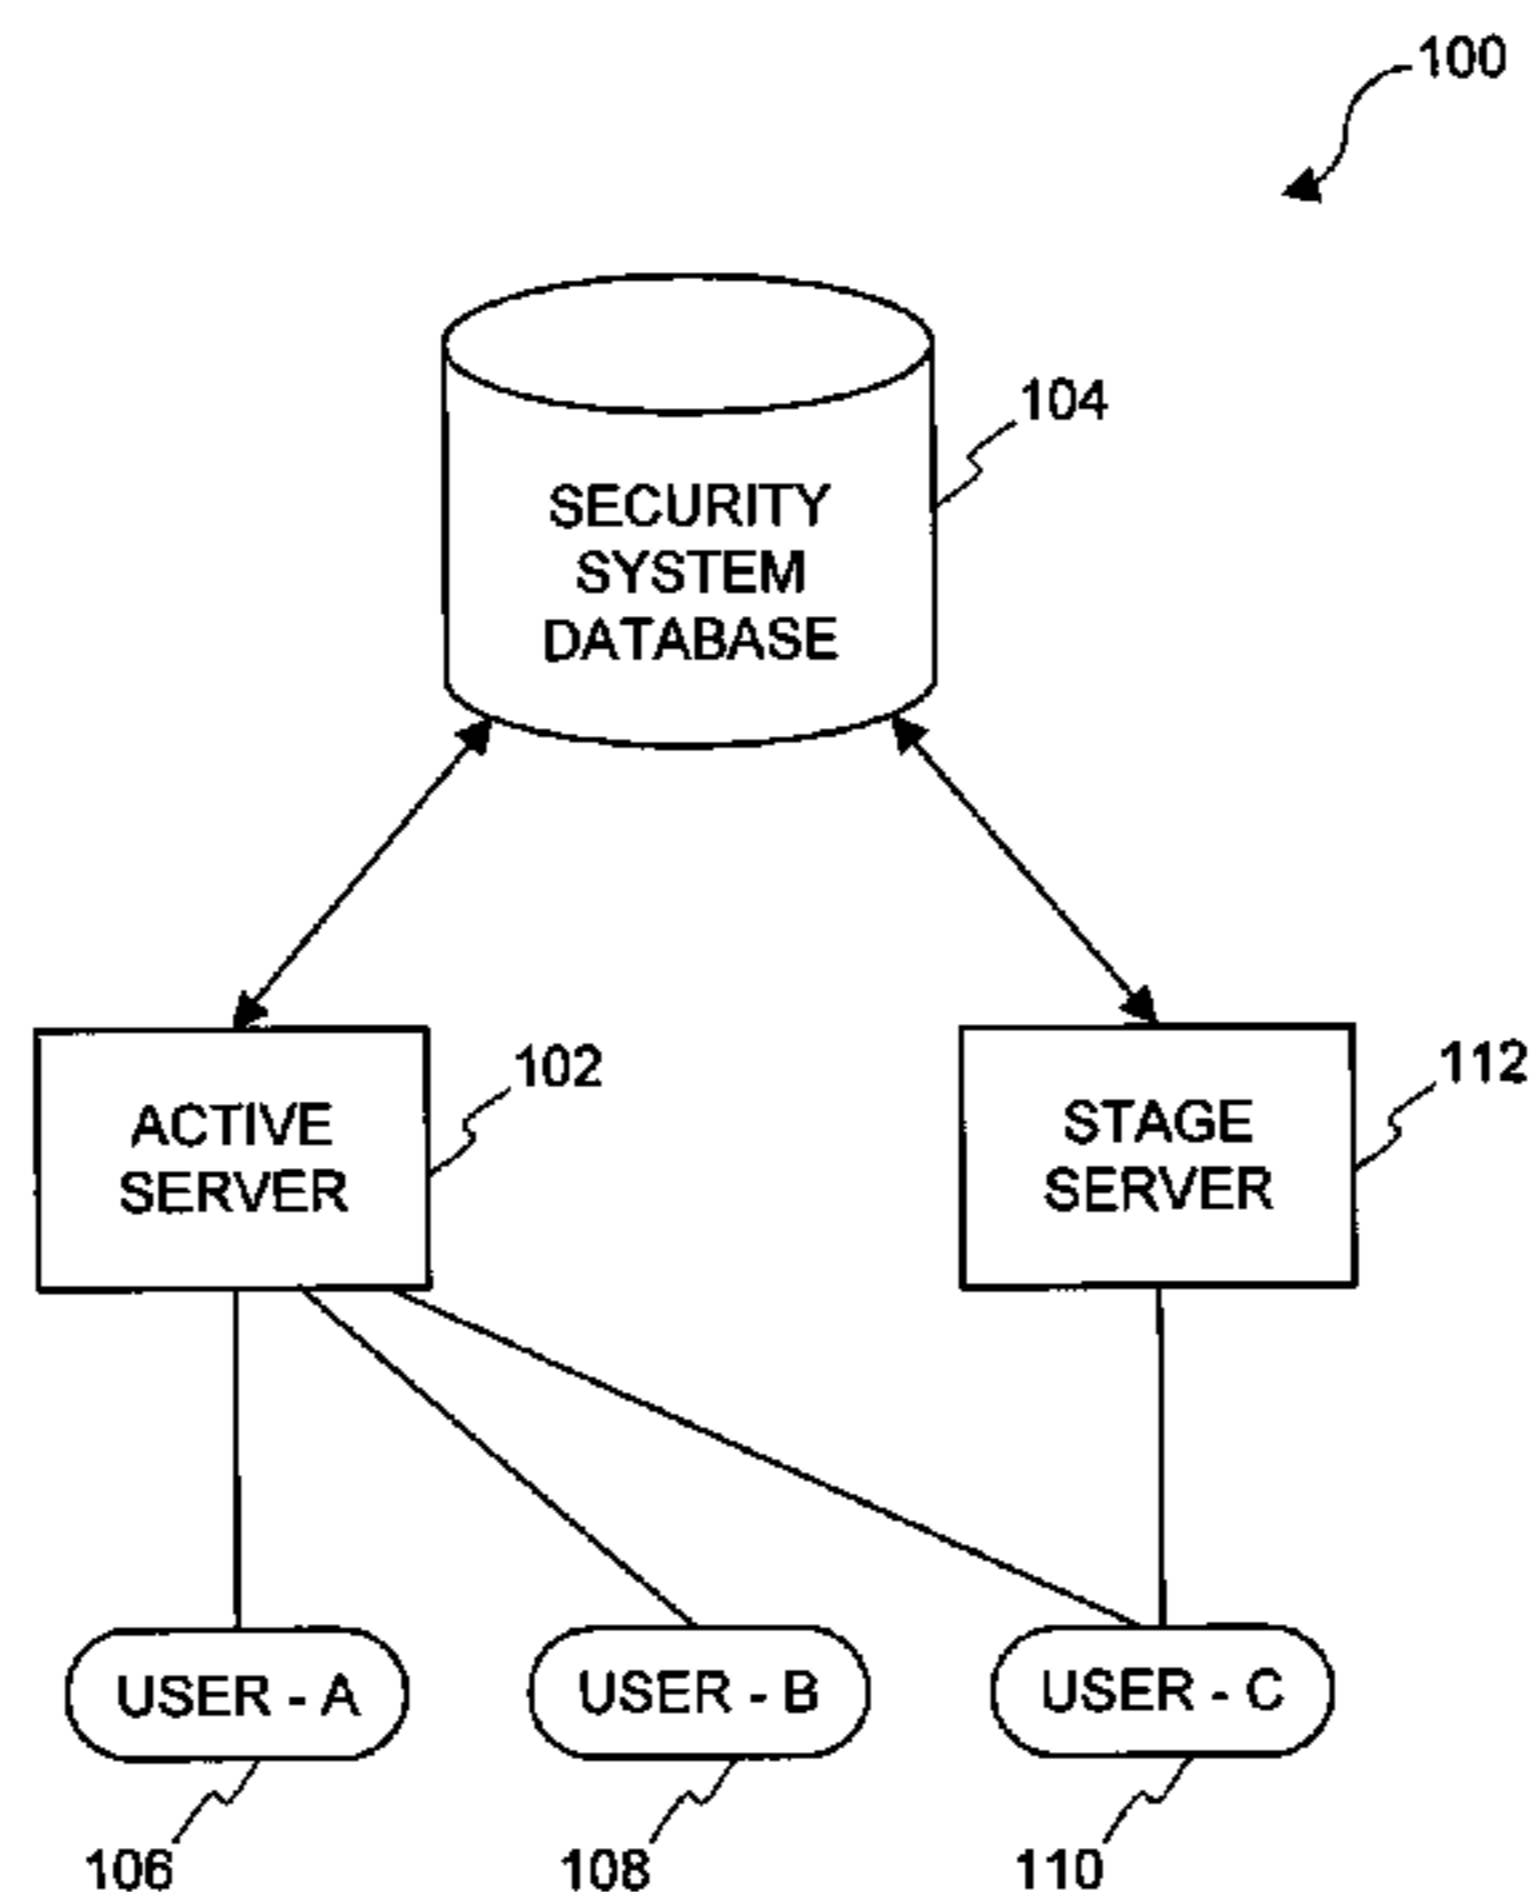 100
104
SECURITY
SYSTEM
DATABASE
102
112
ACTIVE
SERVER
STAGE
SERVER
USER - A
USER - B
USER - C
106
108
110